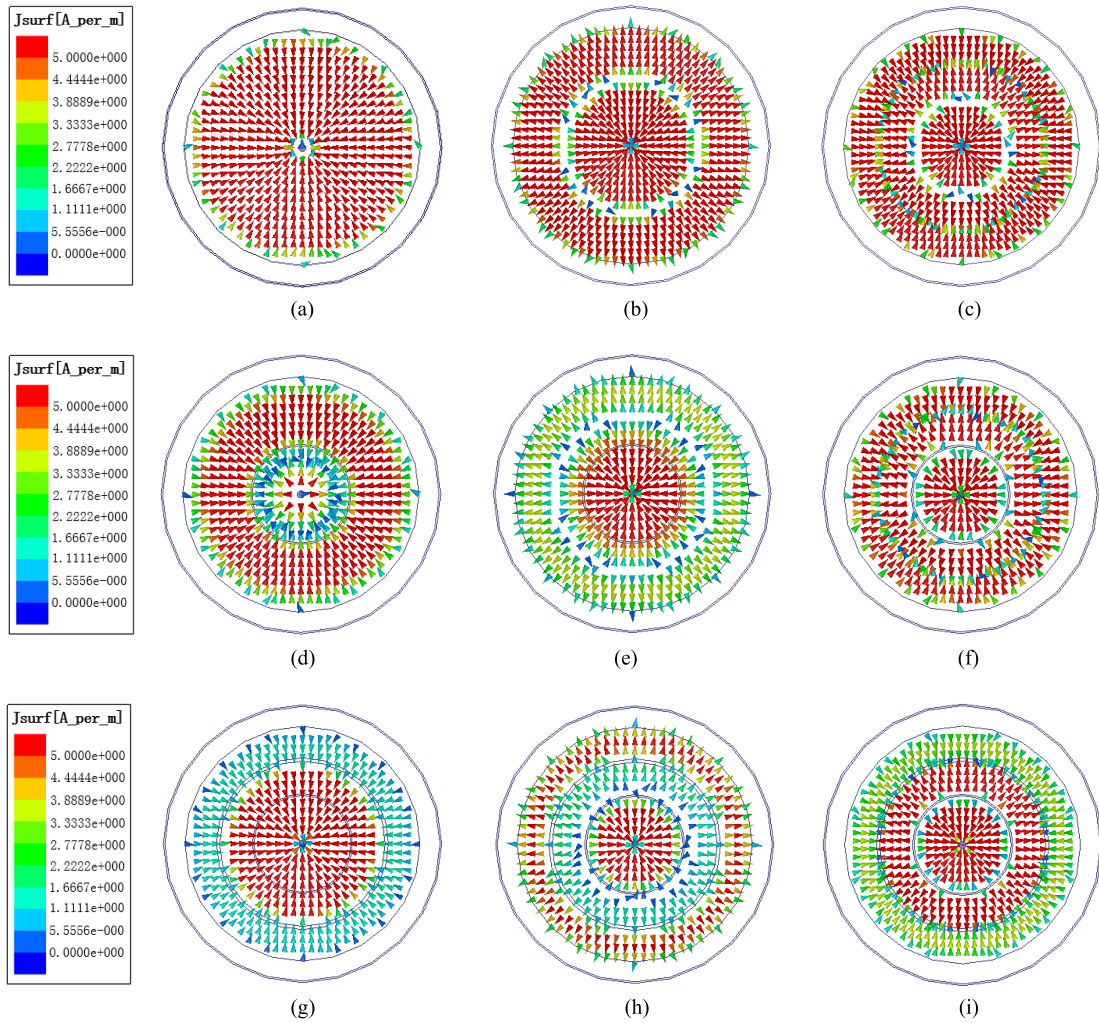 Jsurf[A_per_m]
5.0000e+000
4.4444e+000
3.8889e+000
3.3333e+000
2.7778e+000
2.2222e+000
1.6667e+000
1.1111e+000
5.5556e-000
0.0000e+000
(a)
(b)
(c)
Jsurf[A_per_m]
5.0000e+000
4.4444e+000
3.8889e+000
3.3333e+000
2.7778e+000
2.2222e+000
1.6667e+000
1.1111e+000
5.5556e-000
0.0000e+000
(d)
(e)
(f)
Jsurf[A_per_m]
5.0000e+000
4.4444e+000
3.8889e+000
3.3333e+000
2.7778e+000
2.2222e+000
1.6667e+000
1.1111e+000
5.5556e-000
0.0000e+000
(g)
(h)
(i)